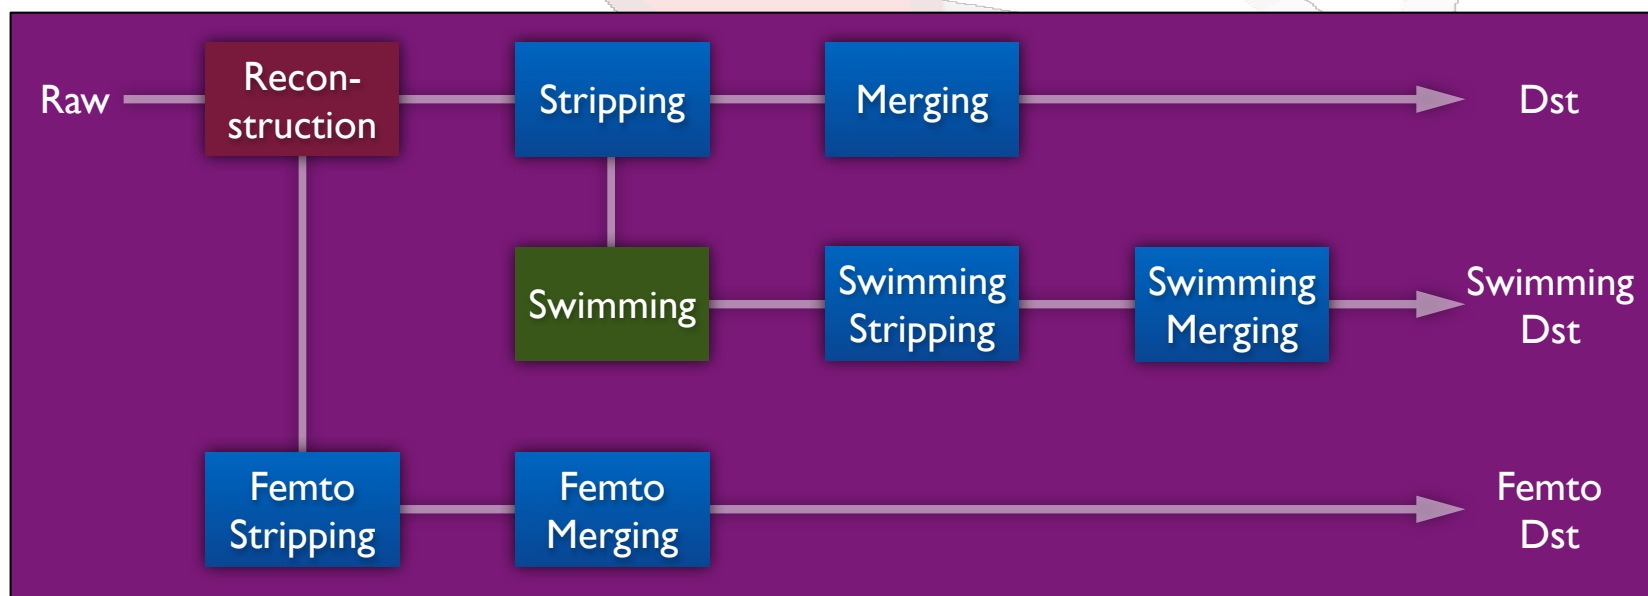 Raw
Recon-
struction
Stripping
Merging
Dst
Swimming
Swimming
Stripping
Swimming
Merging
Swimming
Dst
Femto
Stripping
Femto
Merging
Femto
Dst